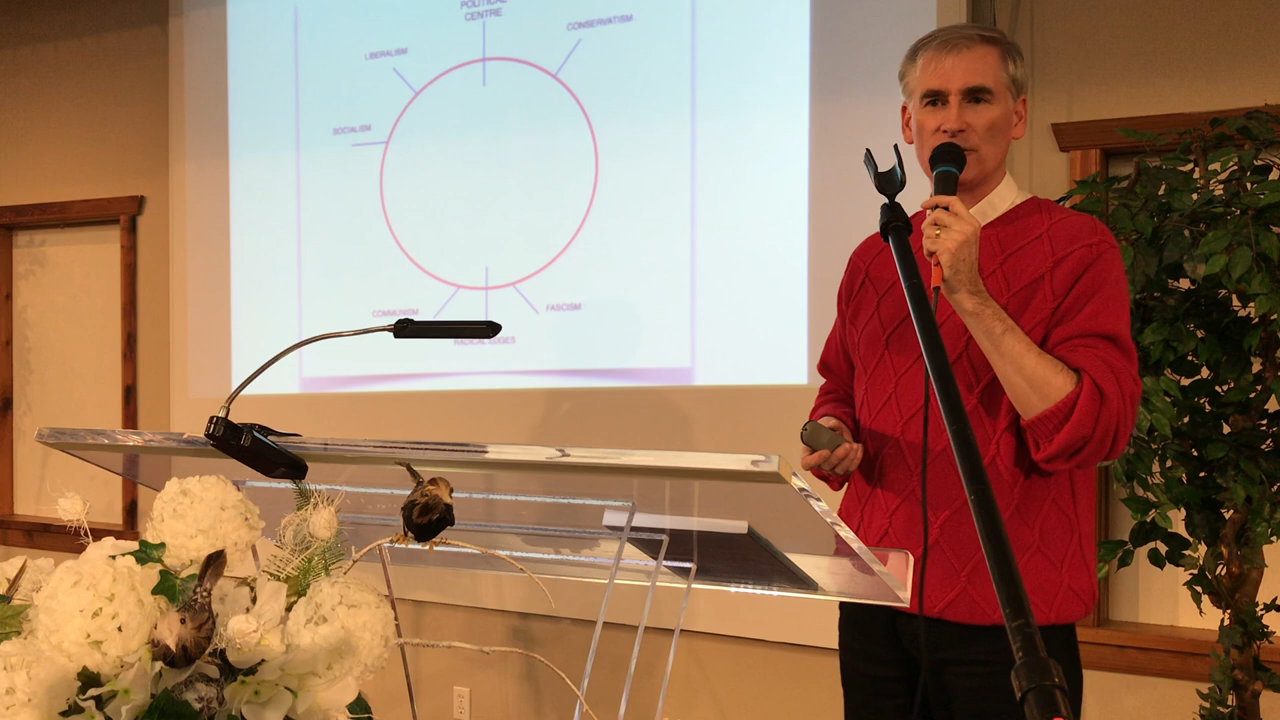 POLITICAL
CENTRE
CONSERVATISM
LIBERALISM
SOCIALISM
COMMUNISM
FASCISM
RADICAL EDGES